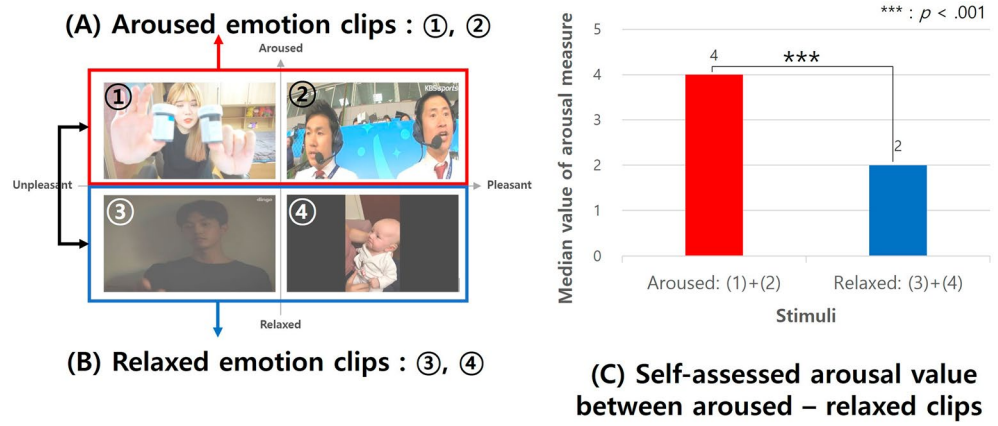 (A) Aroused emotion clips : ①, ②
Aroused
①
②
KBS sports
Unpleasant
Pleasant
③
④
Relaxed
(B) Relaxed emotion clips : ③, ④
*** : p < .001
Median value of arousal measure
5
4
3
2
1
0
4
***
2
Aroused: (1)+(2)
Relaxed: (3)+(4)
Stimuli
(C) Self-assessed arousal value
between aroused – relaxed clips